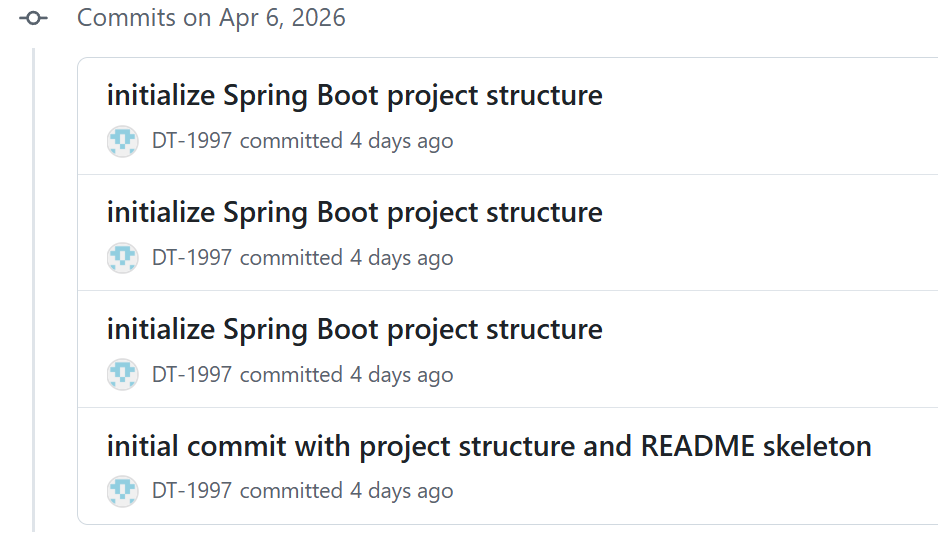 Commits on Apr 6, 2026
initialize Spring Boot project structure
DT-1997 committed 4 days ago
initialize Spring Boot project structure
DT-1997 committed 4 days ago
initialize Spring Boot project structure
DT-1997 committed 4 days ago
initial commit with project structure and README skeleton
DT-1997 committed 4 days ago